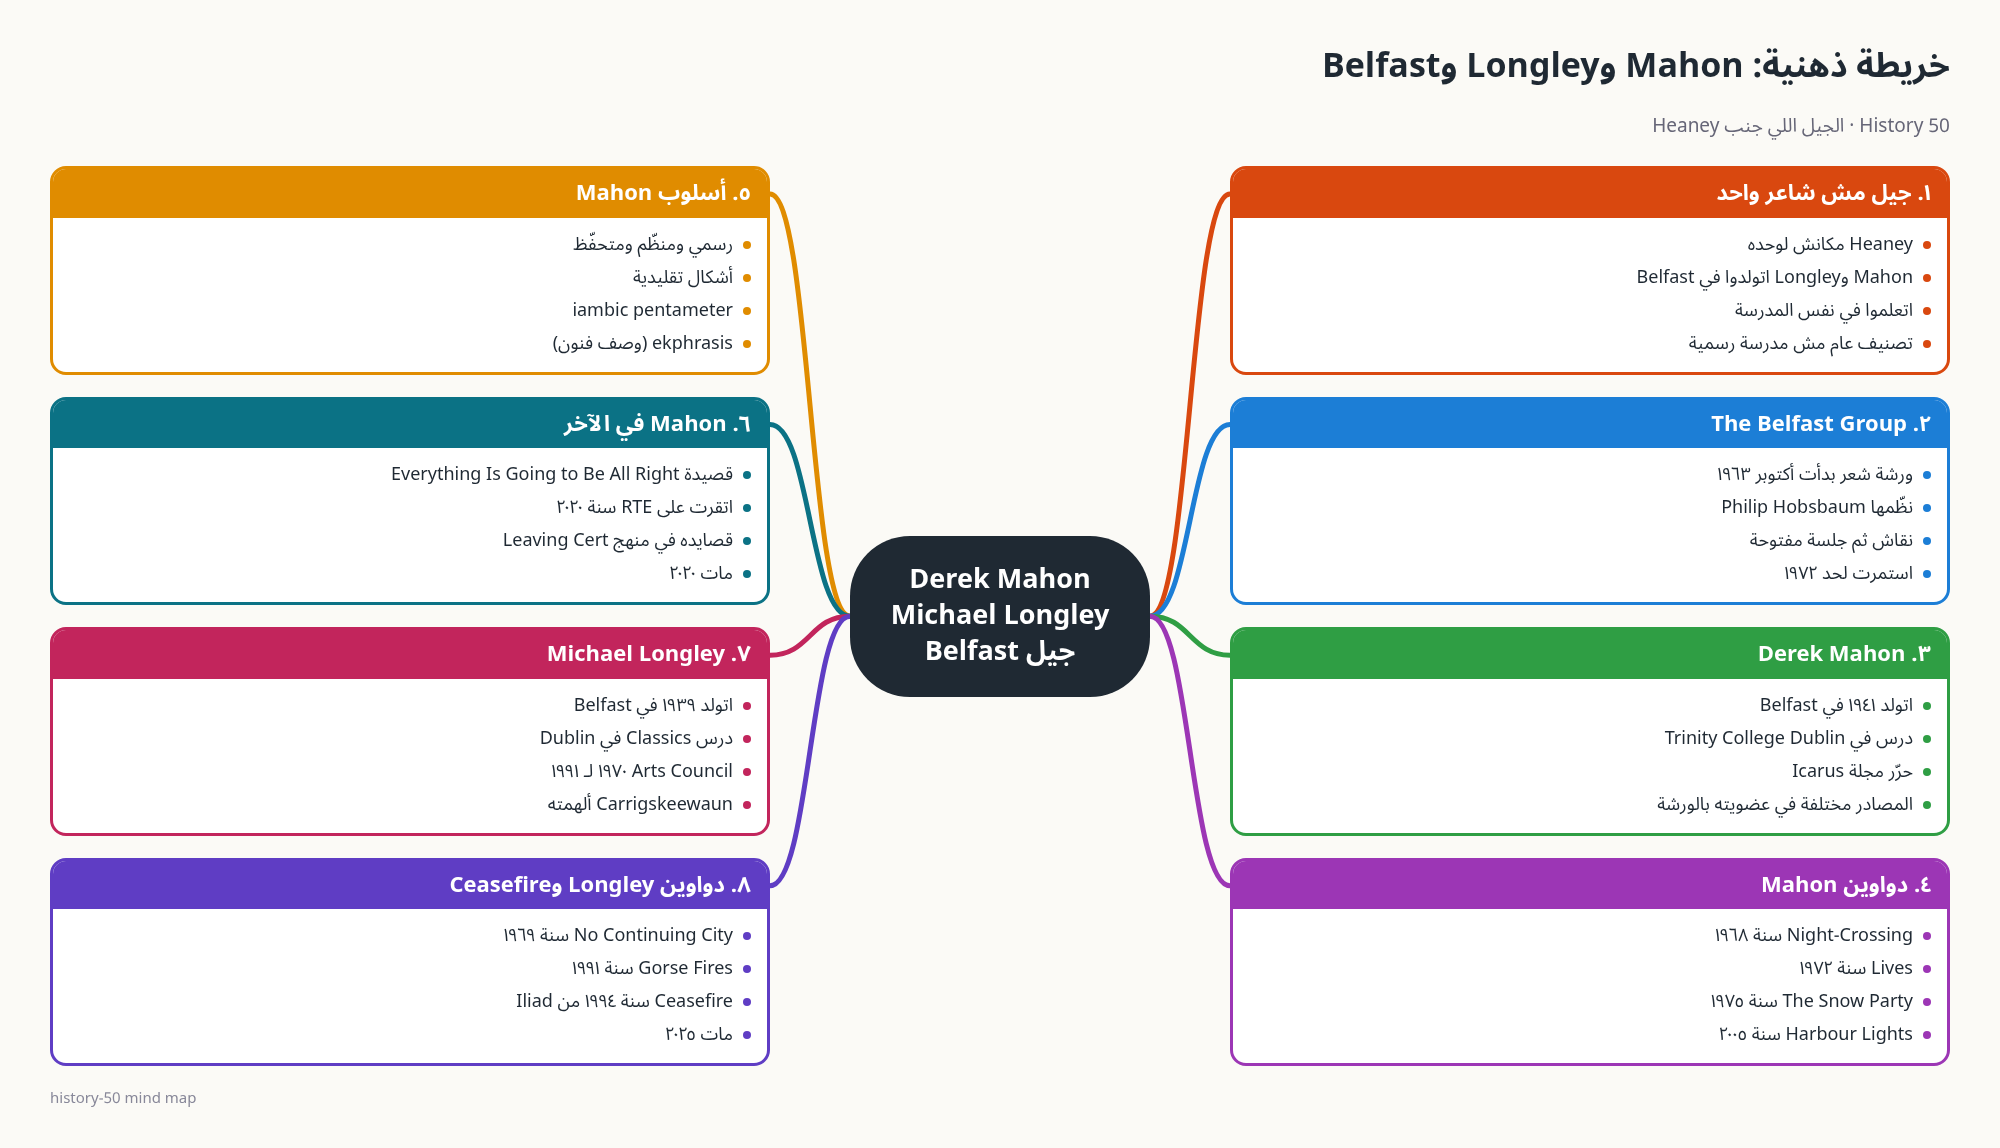 خريطة ذهنية: Mahon وLongley وBelfast
History 50 · الجيل اللي جنب Heaney
١. جيل مش شاعر واحد
Heaney مكانش لوحده
Mahon وLongley اتولدوا في Belfast
اتعلموا في نفس المدرسة
تصنيف عام مش مدرسة رسمية
٢. The Belfast Group
ورشة شعر بدأت أكتوبر ١٩٦٣
نظّمها Philip Hobsbaum
نقاش ثم جلسة مفتوحة
استمرت لحد ١٩٧٢
٣. Derek Mahon
اتولد ١٩٤١ في Belfast
درس في Trinity College Dublin
حرّر مجلة Icarus
المصادر مختلفة في عضويته بالورشة
٤. دواوين Mahon
Night-Crossing سنة ١٩٦٨
Lives سنة ١٩٧٢
The Snow Party سنة ١٩٧٥
Harbour Lights سنة ٢٠٠٥
Derek Mahon
Michael Longley
جيل Belfast
٥. أسلوب Mahon
رسمي ومنظّم ومتحفّظ
أشكال تقليدية
iambic pentameter
ekphrasis (وصف فنون)
٦. Mahon في الآخر
قصيدة Everything Is Going to Be All Right
اتقرت على RTE سنة ٢٠٢٠
قصايده في منهج Leaving Cert
مات ٢٠٢٠
٧. Michael Longley
اتولد ١٩٣٩ في Belfast
درس Classics في Dublin
Arts Council ١٩٧٠ لـ ١٩٩١
Carrigskeewaun ألهمته
٨. دواوين Longley وCeasefire
No Continuing City سنة ١٩٦٩
Gorse Fires سنة ١٩٩١
Ceasefire سنة ١٩٩٤ من Iliad
مات ٢٠٢٥
history-50 mind map